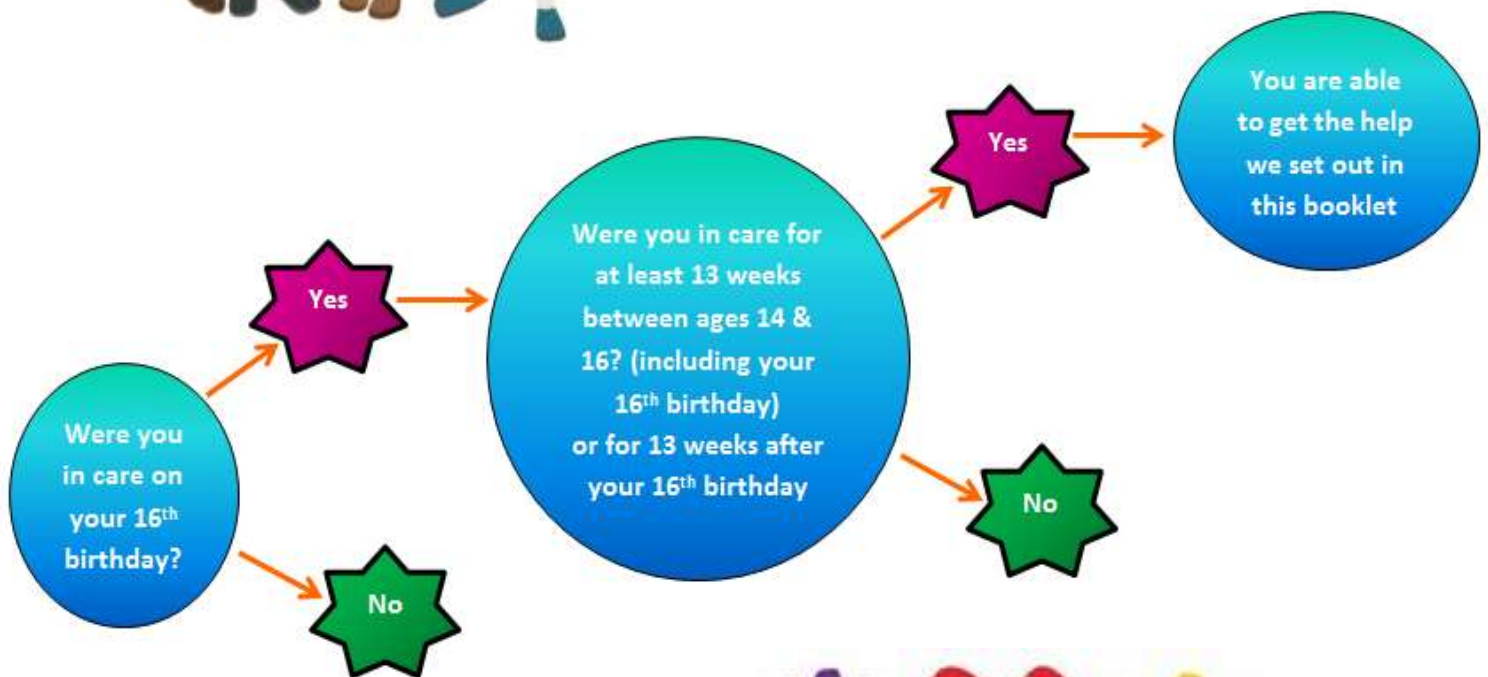 Were you
in care on
your 16th
birthday?
Yes
No
Were you in care for
at least 13 weeks
between ages 14 &
16? (including your
16th birthday)
or for 13 weeks after
your 16th birthday
Yes
No
You are able
to get the help
we set out in
this booklet